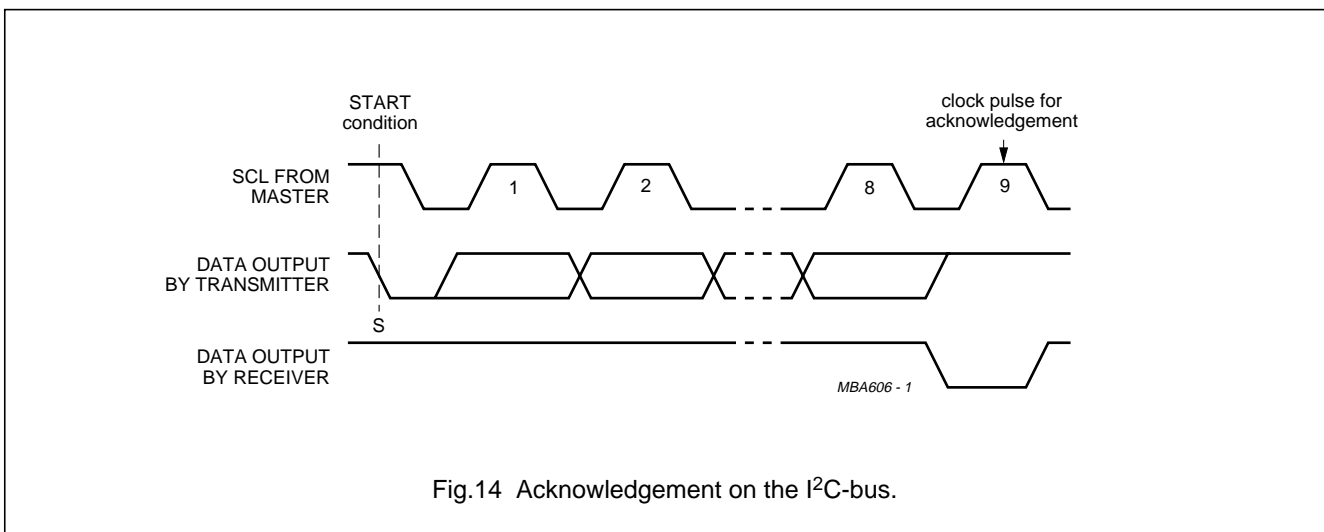 START
condition
clock pulse for
acknowledgement
SCL FROM
MASTER
1
2
8
9
DATA OUTPUT
BY TRANSMITTER
S
DATA OUTPUT
BY RECEIVER
MBA606 - 1
Fig.14 Acknowledgement on the I²C-bus.